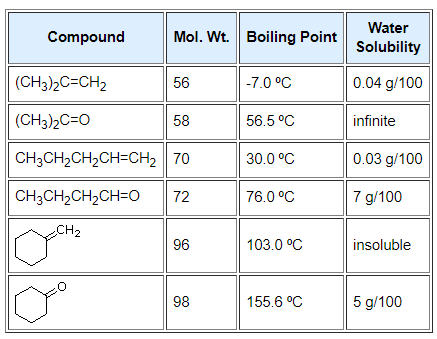 Compound Mol. Wt. Boiling Point Water Solubility
(CH₃)₂C=CH₂ 56 -7.0 ºC 0.04 g/100
(CH₃)₂C=O 58 56.5 ºC infinite
CH₃CH₂CH₂CH=CH₂ 70 30.0 ºC 0.03 g/100
CH₃CH₂CH₂CH=O 72 76.0 ºC 7 g/100
CH₂ 96 103.0 ºC insoluble
O 98 155.6 ºC 5 g/100